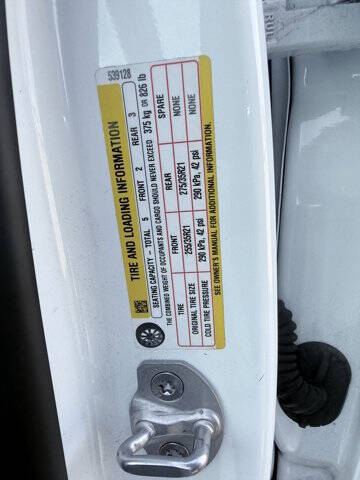 539128
TIRE AND LOADING INFORMATION
SEATING CAPACITY - TOTAL 5 FRONT 2 REAR 3
THE COMBINED WEIGHT OF OCCUPANTS AND CARGO SHOULD NEVER EXCEED 375 kg OR 826 lb
TIRE FRONT REAR SPARE
ORIGINAL TIRE SIZE 255/35R21 275/35R21 NONE
COLD TIRE PRESSURE 290 kPa, 42 psi 290 kPa, 42 psi NONE
SEE OWNER'S MANUAL FOR ADDITIONAL INFORMATION.